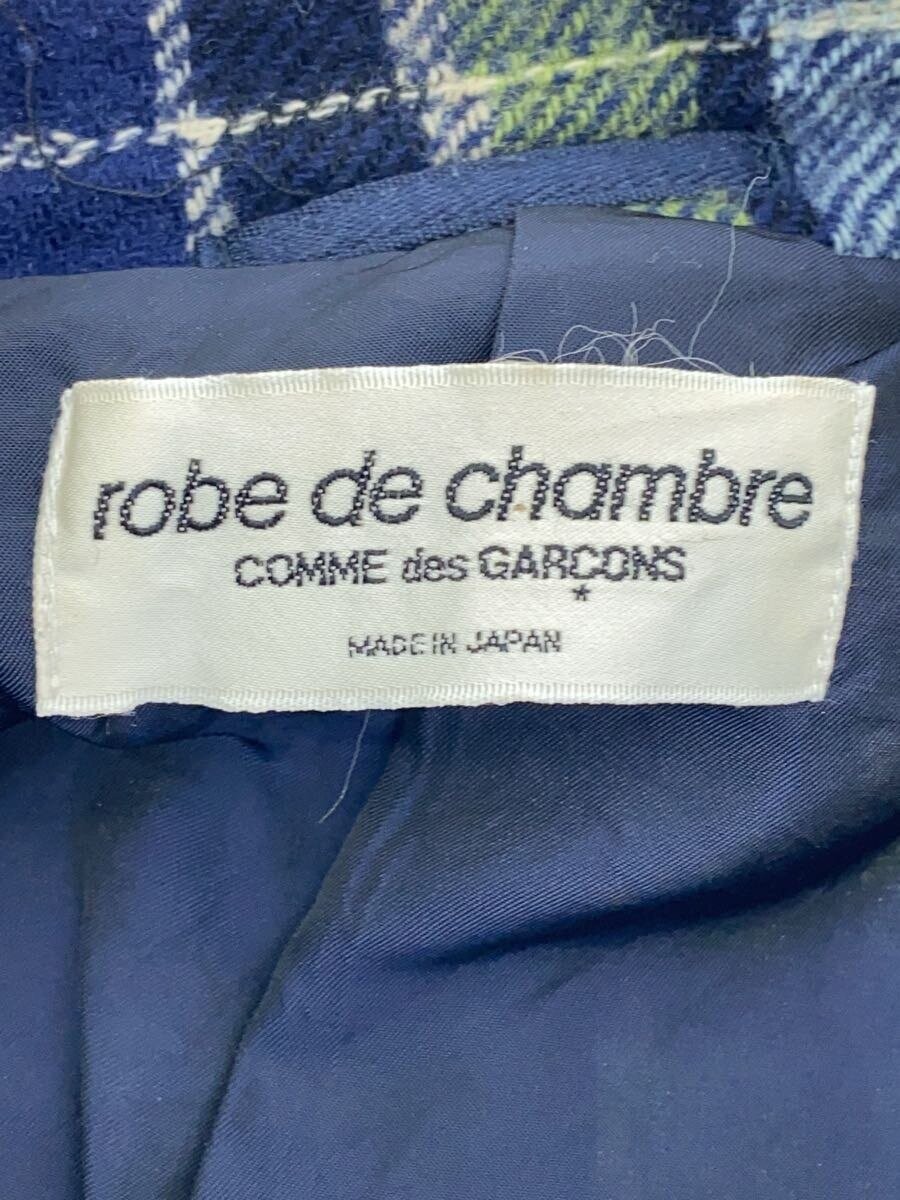 robe de chambre
COMME des GARÇONS
*
MADE IN JAPAN